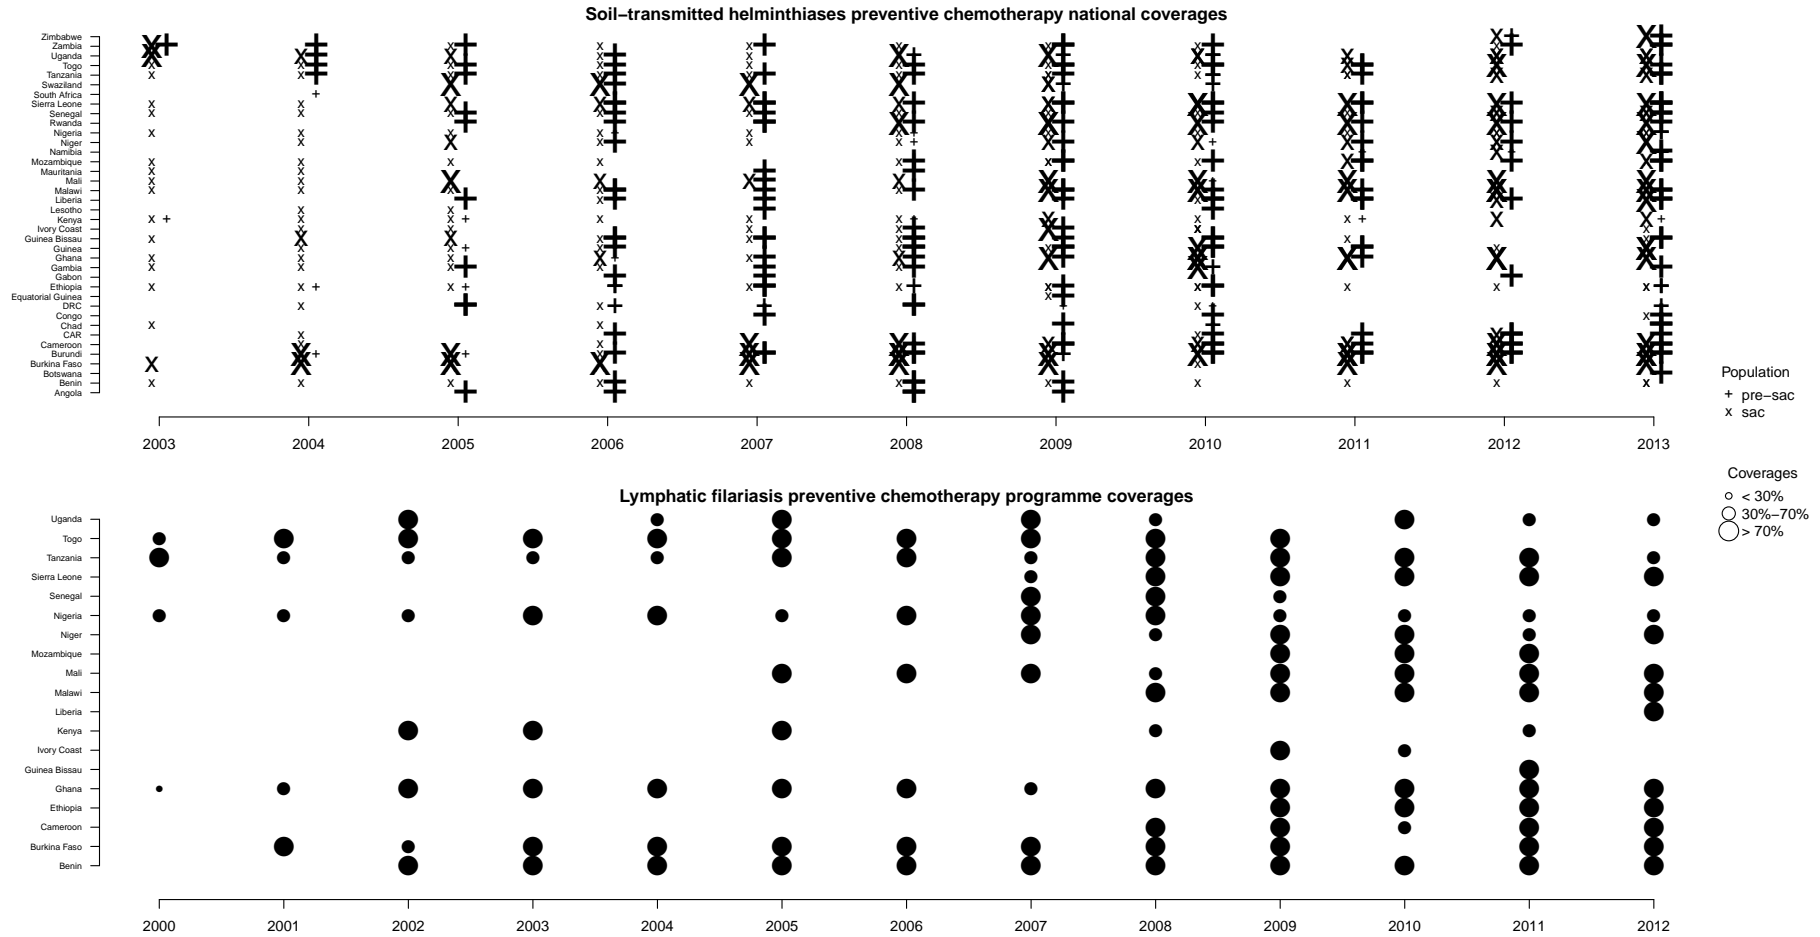 Soil−transmitted helminthiases preventive chemotherapy national coverages
Zimbabwe
Zambia
Uganda
Togo
Tanzania
Swaziland
South Africa
Sierra Leone
Senegal
Rwanda
Nigeria
Niger
Namibia
Mozambique
Mauritania
Mali
Malawi
Liberia
Lesotho
Kenya
Ivory Coast
Guinea Bissau
Guinea
Ghana
Gambia
Gabon
Ethiopia
Equatorial Guinea
DRC
Congo
Chad
CAR
Cameroon
Burundi
Burkina Faso
Botswana
Benin
Angola
2003 2004 2005 2006 2007 2008 2009 2010 2011 2012 2013
Population
+ pre−sac
x sac
Coverages
< 30%
30%−70%
> 70%
Lymphatic filariasis preventive chemotherapy programme coverages
Uganda
Togo
Tanzania
Sierra Leone
Senegal
Nigeria
Niger
Mozambique
Mali
Malawi
Liberia
Kenya
Ivory Coast
Guinea Bissau
Ghana
Ethiopia
Cameroon
Burkina Faso
Benin
2000 2001 2002 2003 2004 2005 2006 2007 2008 2009 2010 2011 2012